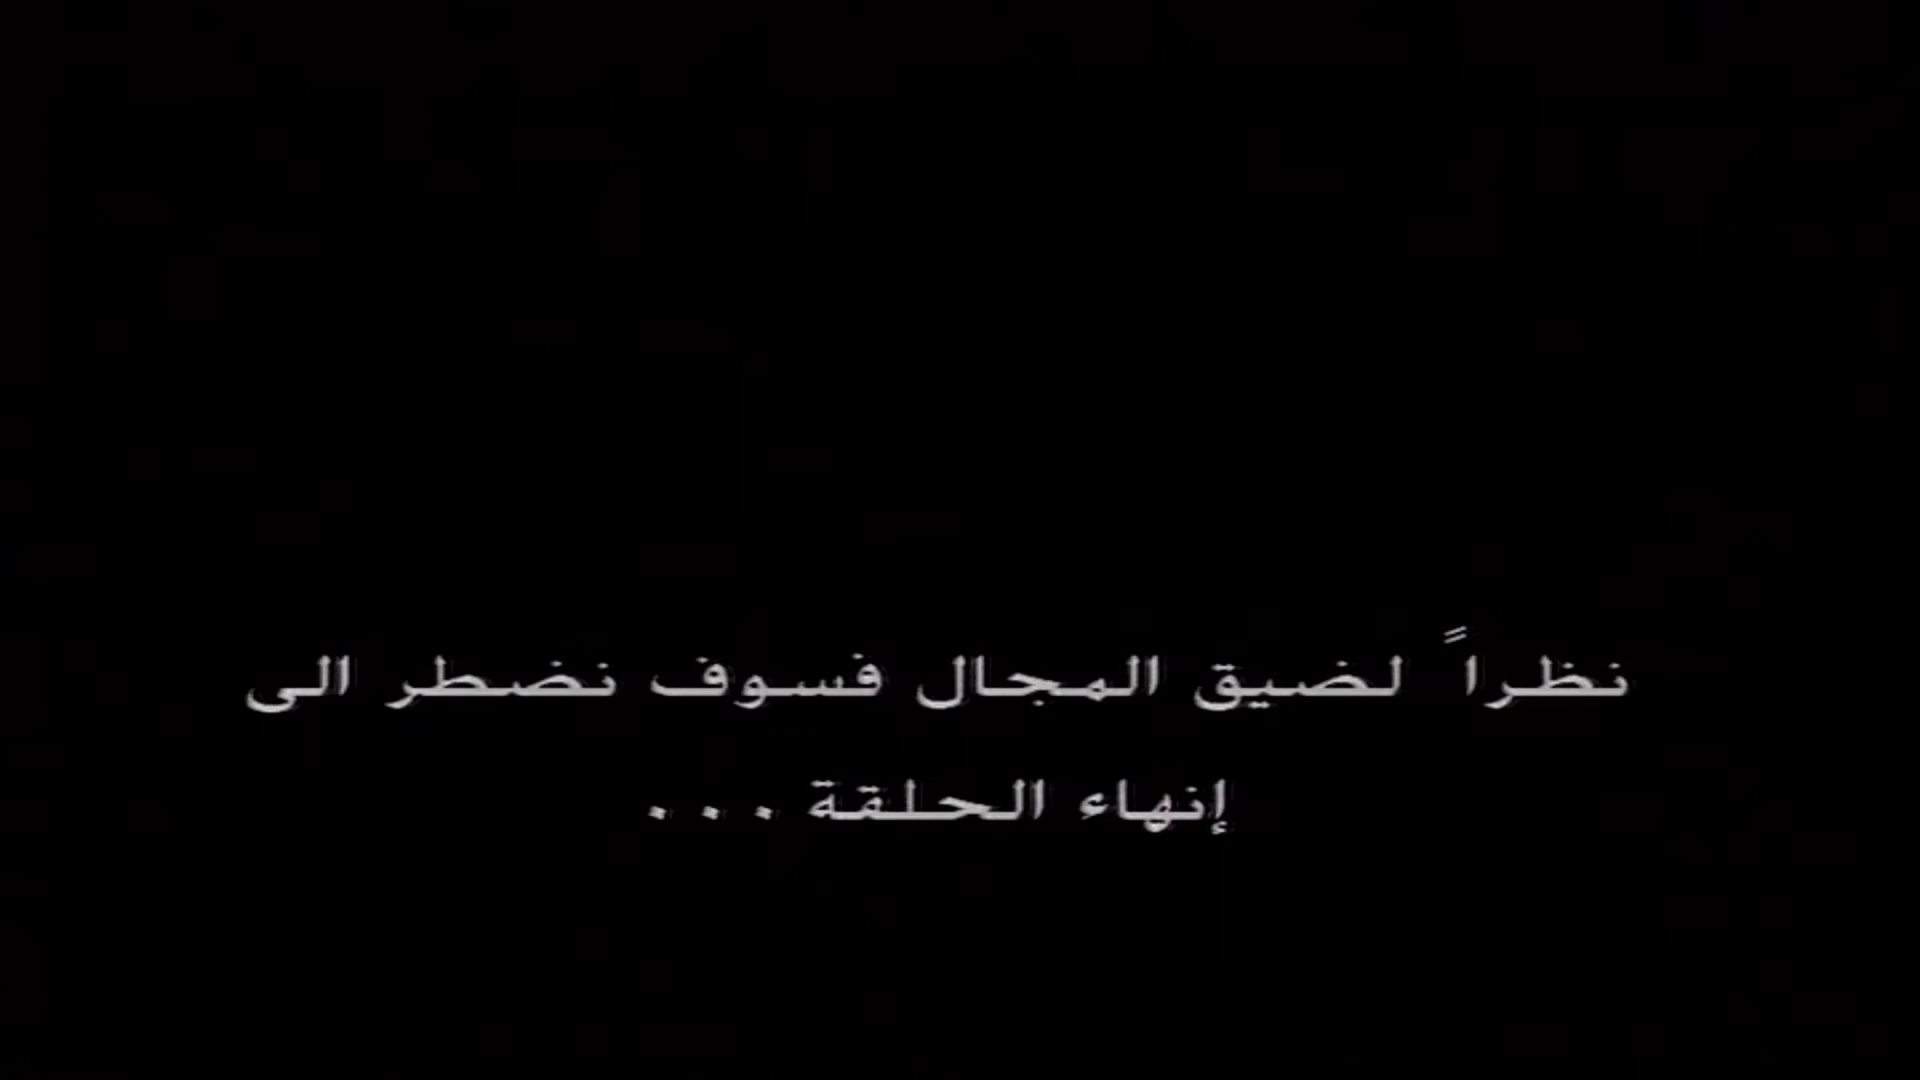 نظراً لضيق المجال فسوف نضطر الى
إنهاء الحلقة ...